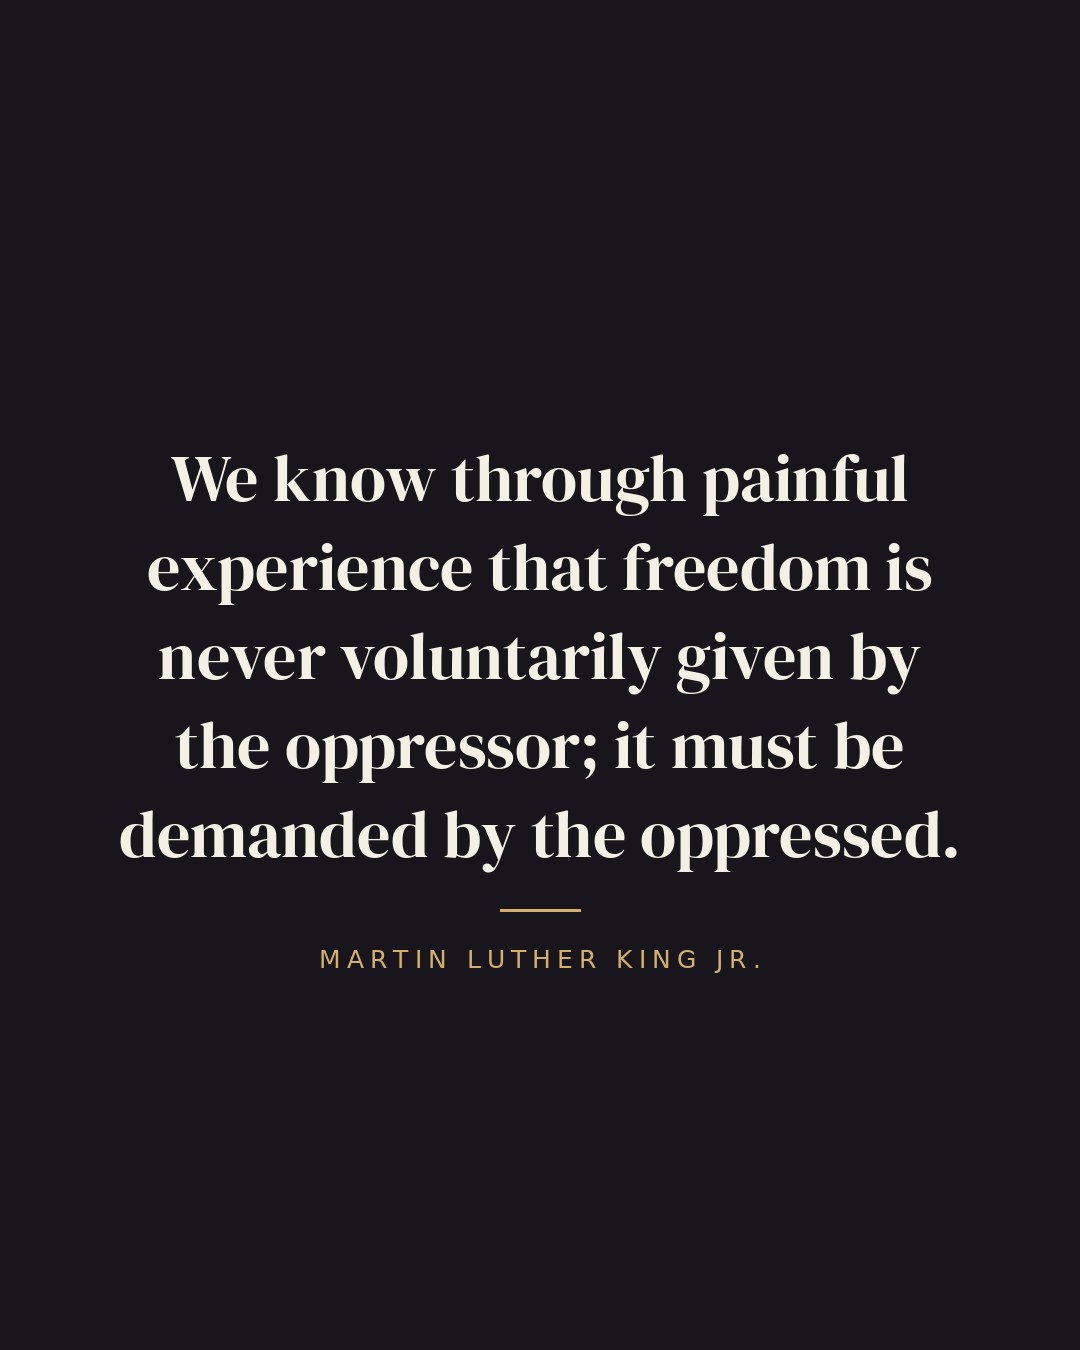 We know through painful
experience that freedom is
never voluntarily given by
the oppressor; it must be
demanded by the oppressed.
MARTIN LUTHER KING JR.